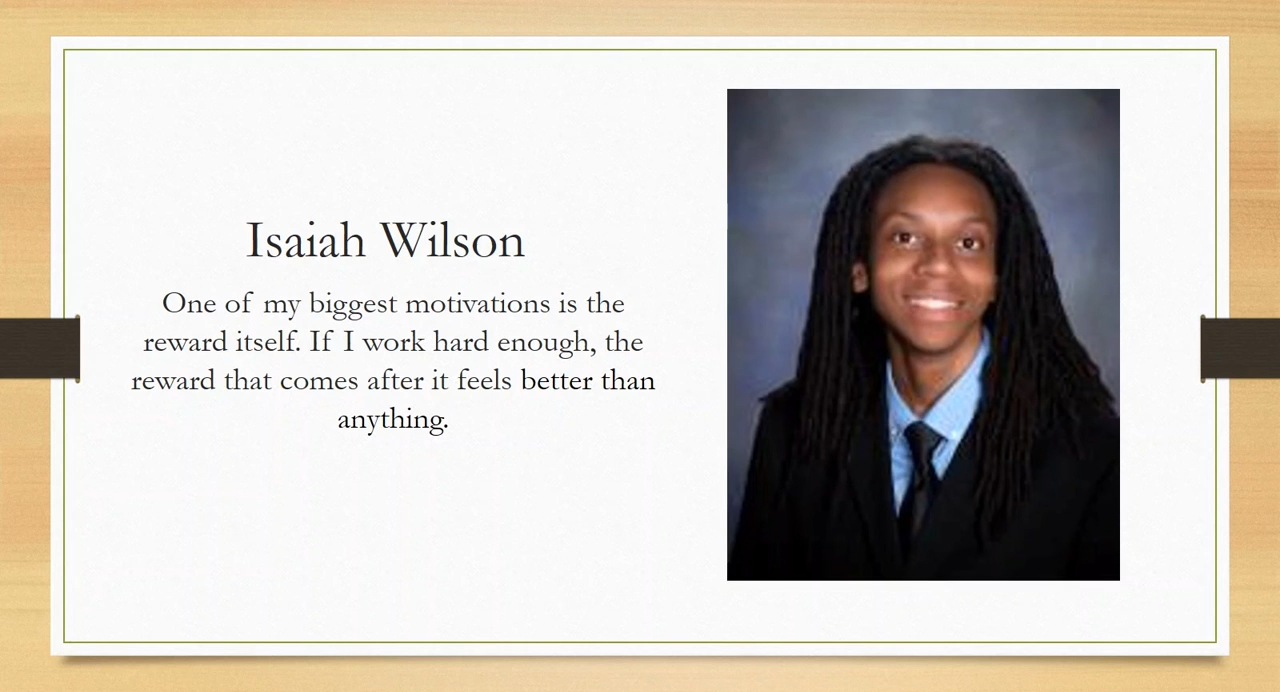 Isaiah Wilson
One of my biggest motivations is the
reward itself. If I work hard enough, the
reward that comes after it feels better than
anything.